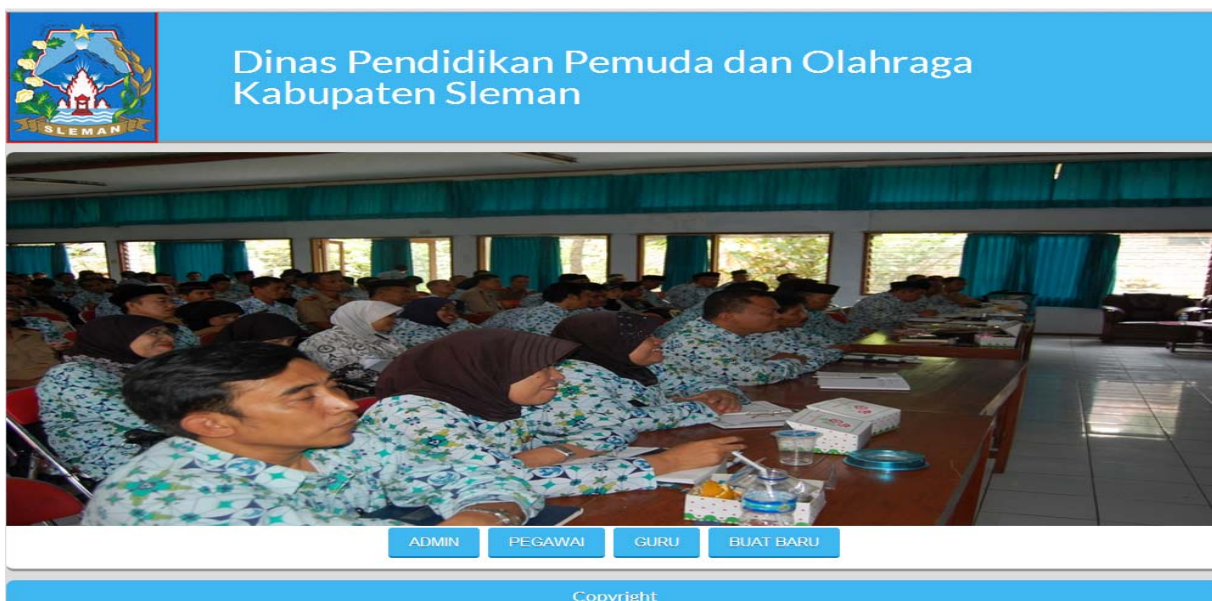 SLEMAN
Dinas Pendidikan Pemuda dan Olahraga
Kabupaten Sleman
ADMIN
PEGAWAI
GURU
BUAT BARU
Copyright